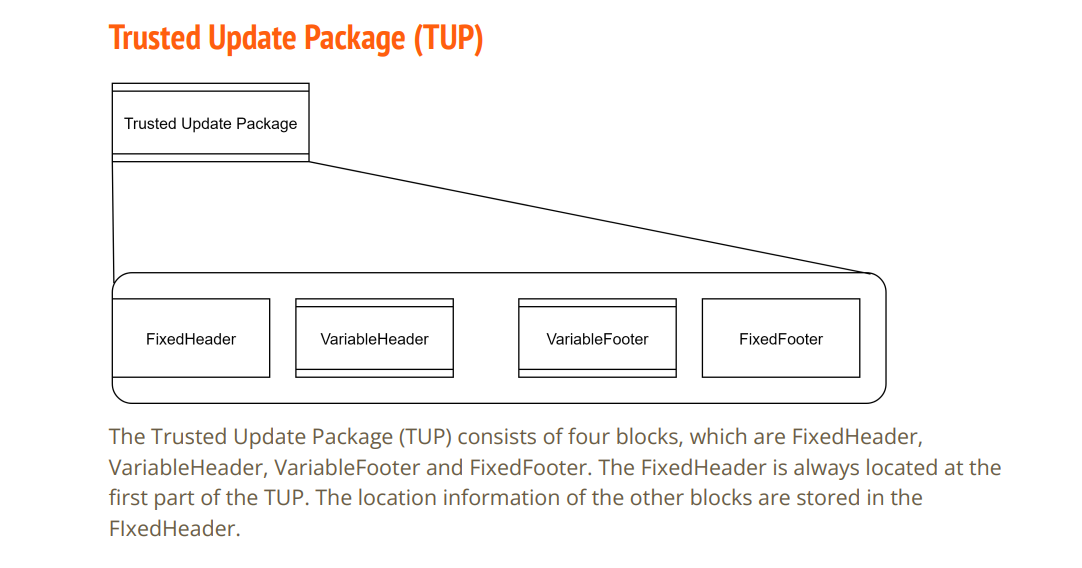 Trusted Update Package (TUP)
Trusted Update Package
FixedHeader
VariableHeader
VariableFooter
FixedFooter
The Trusted Update Package (TUP) consists of four blocks, which are FixedHeader,
VariableHeader, VariableFooter and FixedFooter. The FixedHeader is always located at the
first part of the TUP. The location information of the other blocks are stored in the
FIxedHeader.